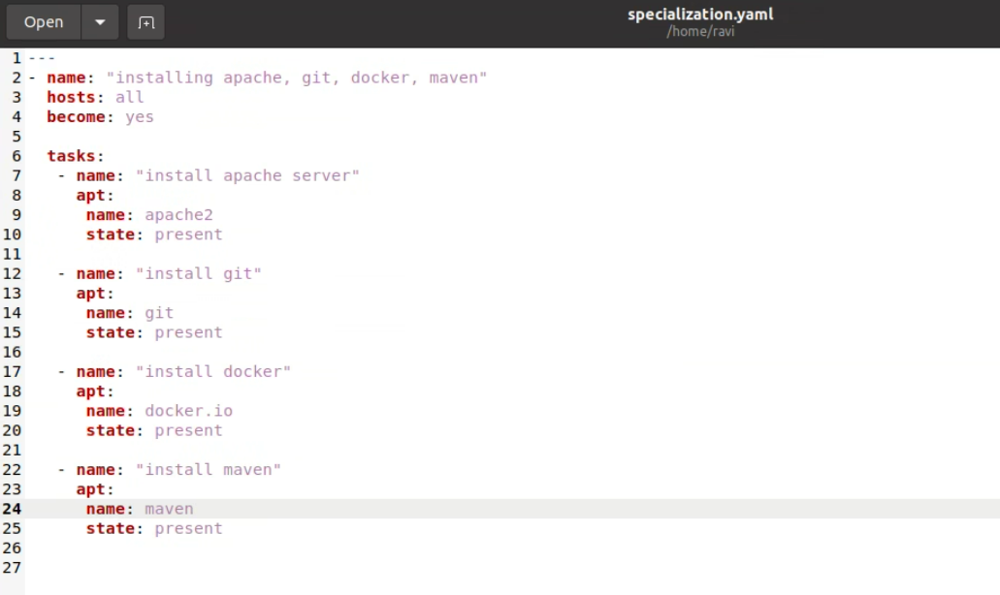 Open
specialization.yaml
/home/ravi
1 ---
2 - name: "installing apache, git, docker, maven"
3   hosts: all
4   become: yes
5
6   tasks:
7    - name: "install apache server"
8      apt:
9       name: apache2
10       state: present
11
12    - name: "install git"
13      apt:
14       name: git
15       state: present
16
17    - name: "install docker"
18      apt:
19       name: docker.io
20       state: present
21
22    - name: "install maven"
23      apt:
24       name: maven
25       state: present
26
27